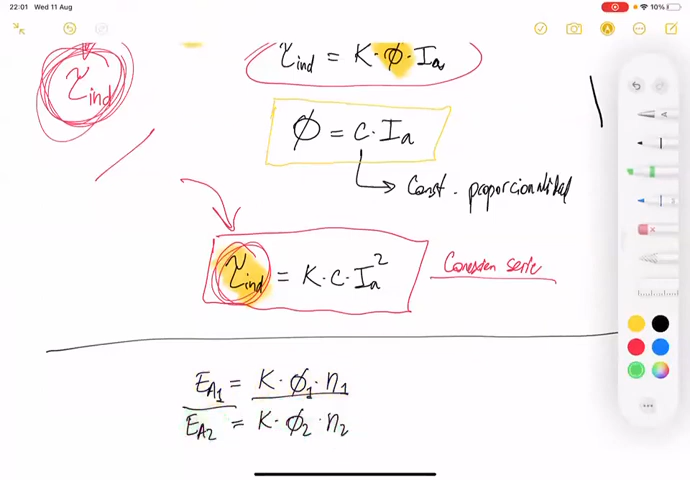 22:01 Wed 11 Aug
10%
τind = K·ϕ·Ia
τind
ϕ = c·Ia
Const. proporcionalidad
τind = K·c·Ia²
Conexion serie
EA1 = K·ϕ1·n1
EA2 = K·ϕ2·n2